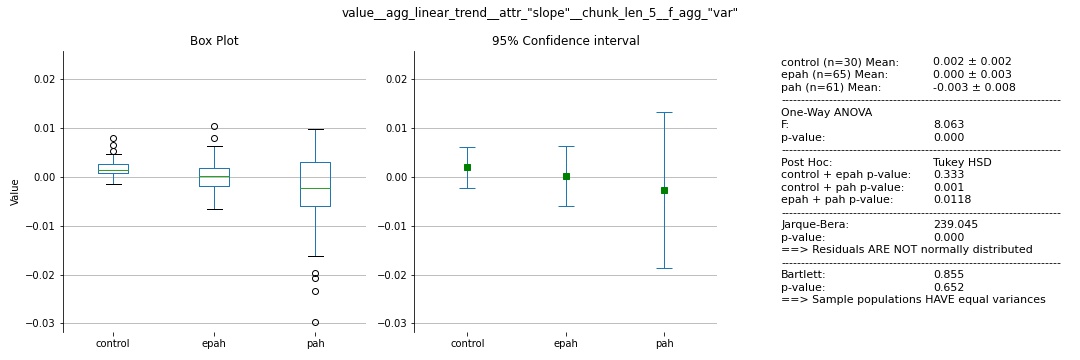 value__agg_linear_trend__attr_"slope"__chunk_len_5__f_agg_"var"
Box Plot
Value
0.02
0.01
0.00
−0.01
−0.02
−0.03
control
epah
pah
95% Confidence interval
0.02
0.01
0.00
−0.01
−0.02
−0.03
control
epah
pah
control (n=30) Mean: 0.002 ± 0.002
epah (n=65) Mean: 0.000 ± 0.003
pah (n=61) Mean: -0.003 ± 0.008
One-Way ANOVA
F: 8.063
p-value: 0.000
Post Hoc: Tukey HSD
control + epah p-value: 0.333
control + pah p-value: 0.001
epah + pah p-value: 0.0118
Jarque-Bera: 239.045
p-value: 0.000
==> Residuals ARE NOT normally distributed
Bartlett: 0.855
p-value: 0.652
==> Sample populations HAVE equal variances